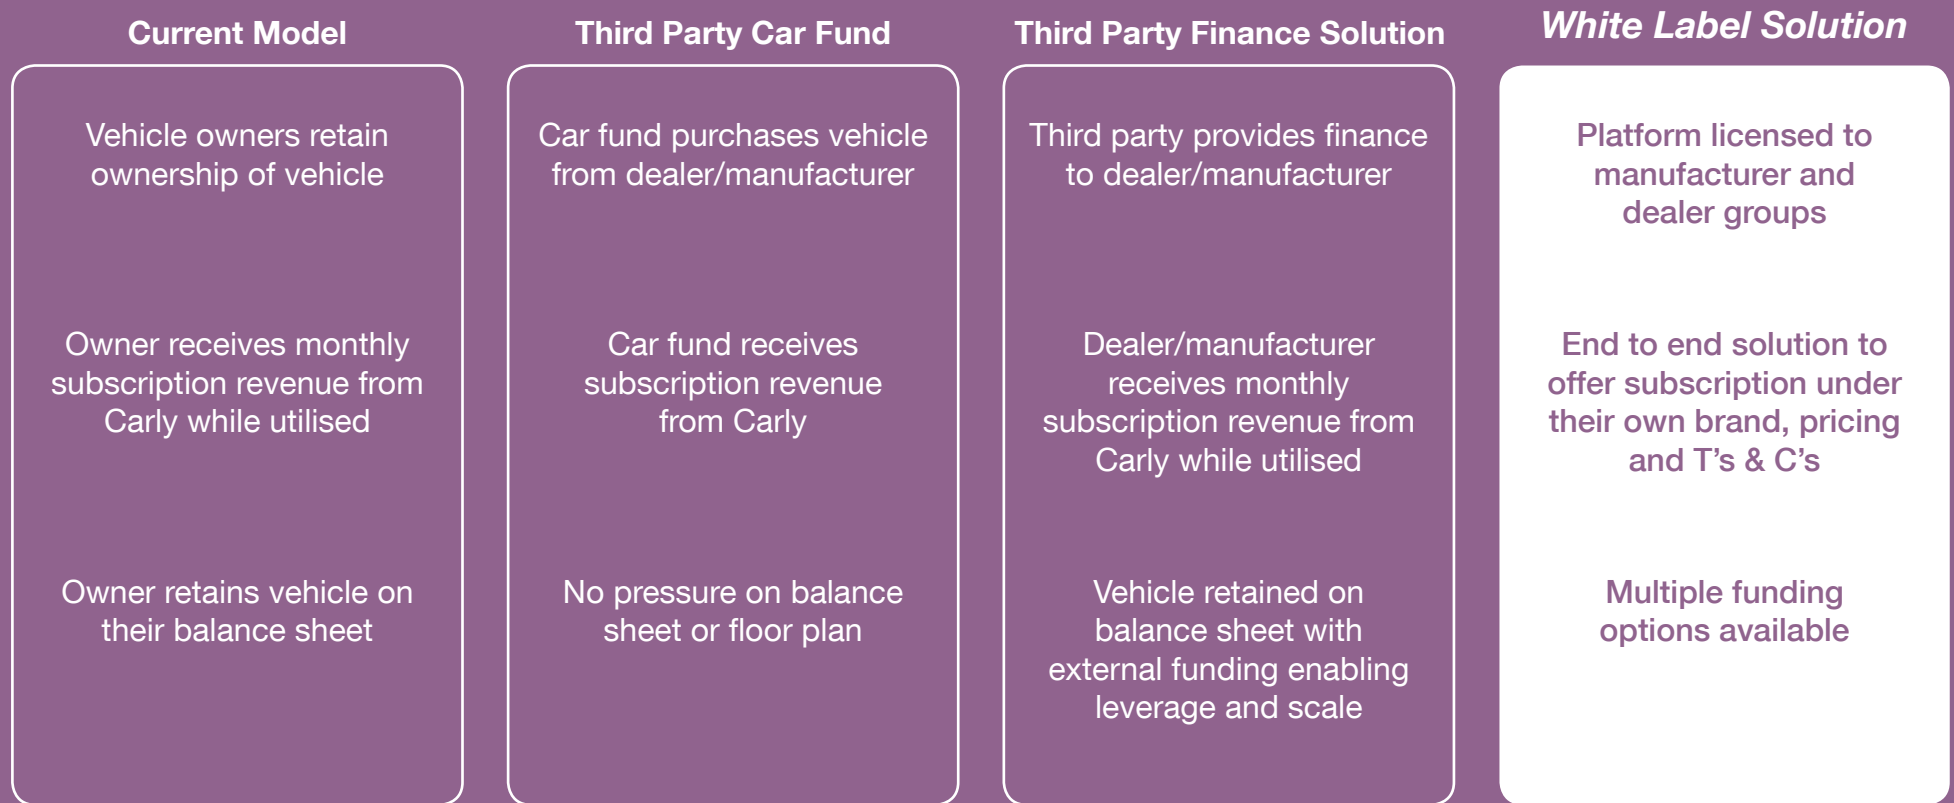 Current Model
Vehicle owners retain
ownership of vehicle
Owner receives monthly
subscription revenue from
Carly while utilised
Owner retains vehicle on
their balance sheet
Third Party Car Fund
Car fund purchases vehicle
from dealer/manufacturer
Car fund receives
subscription revenue
from Carly
No pressure on balance
sheet or floor plan
Third Party Finance Solution
Third party provides finance
to dealer/manufacturer
Dealer/manufacturer
receives monthly
subscription revenue from
Carly while utilised
Vehicle retained on
balance sheet with
external funding enabling
leverage and scale
White Label Solution
Platform licensed to
manufacturer and
dealer groups
End to end solution to
offer subscription under
their own brand, pricing
and T’s & C’s
Multiple funding
options available